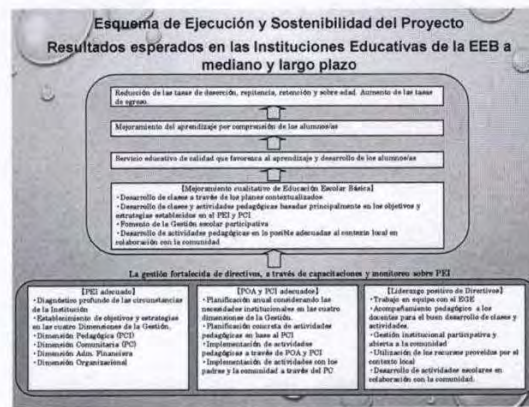 Esquema de Ejecución y Sostenibilidad del Proyecto
Resultados esperados en las Instituciones Educativas de la EEB a
mediano y largo plazo
Reducción de las tasas de deserción, repitencia, retención y sobre edad. Aumento de las tasas
de egreso.
Mejoramiento del aprendizaje por comprensión de los alumnos/as
Servicio educativo de calidad que favorezca al aprendizaje y desarrollo de los alumnos/as
【Mejoramiento cualitativo de Educación Escolar Básica】
・Desarrollo de clases a través de los planes contextualizados
・Desarrollo de clases y actividades pedagógicas basadas principalmente en los objetivos y
estrategias establecidos en el PEI y PCI
・Fomento de la Gestión escolar participativa
・Desarrollo de actividades pedagógicas en lo posible adecuadas al contexto local en
colaboración con la comunidad
La gestión fortalecida de directivos, a través de capacitaciones y monitoreo sobre PEI
【PEI adecuado】
・Diagnóstico profundo de las circunstancias
de la Institución
・Establecimiento de objetivos y estrategias
en las cuatro Dimensiones de la Gestión.
・Dimensión Pedagógica (PCI)
・Dimensión Comunitaria (PC)
・Dimensión Adm. Financiera
・Dimensión Organizacional
【POA y PCI adecuados】
・Planificación anual considerando las
necesidades institucionales en las cuatro
dimensiones de la Gestión.
・Planificación concreta de actividades
pedagógicas en base al PCI
・Implementación de actividades
pedagógicas a través de POA y PCI
・Implementación de actividades con los
padres y la comunidad a través del PC
【Liderazgo positivo de Directivos】
・Trabajo en equipo con el EGE
・Acompañamiento pedagógico a los
docentes para el buen desarrollo de clases y
actividades.
・Gestión institucional participativa y
abierta a la comunidad
・Utilización de los recursos proveídos por el
contexto local
・Desarrollo de actividades escolares en
colaboración con la comunidad.